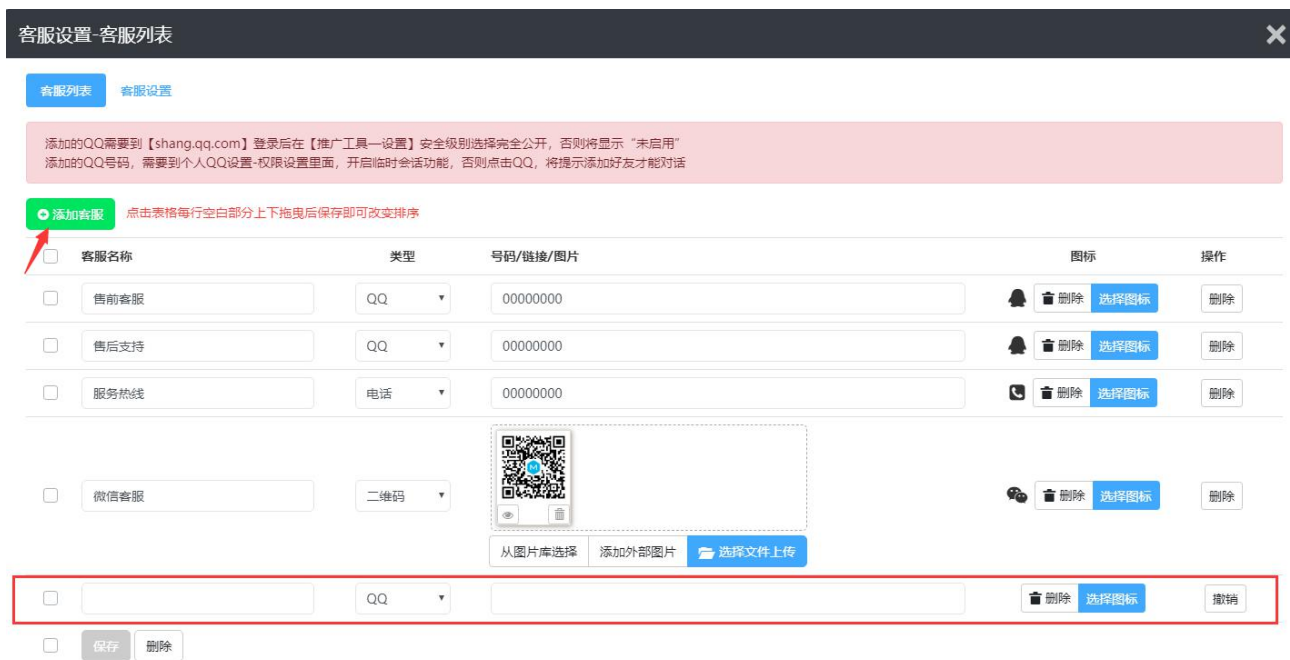 客服设置-客服列表
客服列表 客服设置
添加的QQ需要到【shang.qq.com】登录后在【推广工具—设置】安全级别选择完全公开，否则将显示“未启用”
添加的QQ号码，需要到个人QQ设置-权限设置里面，开启临时会话功能，否则点击QQ，将提示添加好友才能对话
添加客服 点击表格每行空白部分上下拖曳后保存即可改变排序
客服名称 类型 号码/链接/图片 图标 操作
售前客服 QQ 00000000 删除 选择图标 删除
售后支持 QQ 00000000 删除 选择图标 删除
服务热线 电话 00000000 删除 选择图标 删除
微信客服 二维码 删除 选择图标 删除
从图片库选择 添加外部图片 选择文件上传
QQ 删除 选择图标 撤销
保存 删除